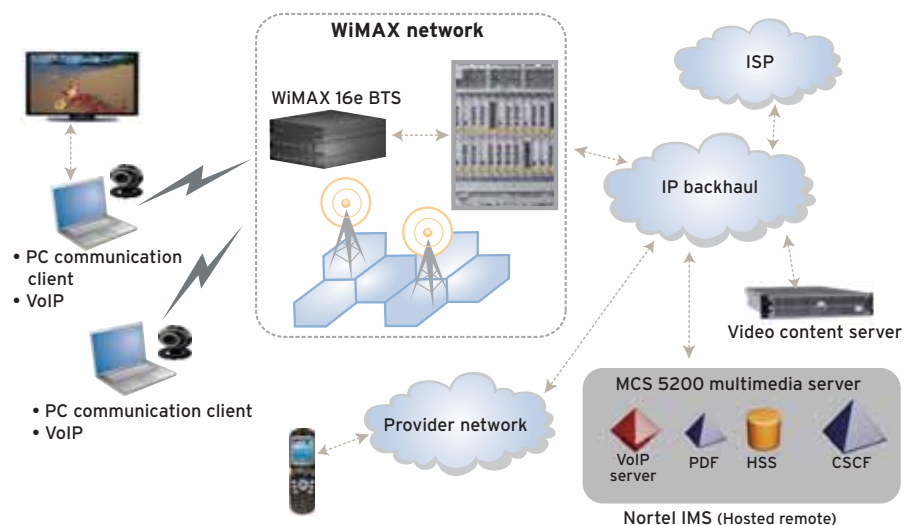 WiMAX network
ISP
WiMAX 16e BTS
IP backhaul
• PC communication
client
• VoIP
Video content server
• PC communication client
• VoIP
Provider network
MCS 5200 multimedia server
VoIP
server
PDF
HSS
CSCF
Nortel IMS (Hosted remote)